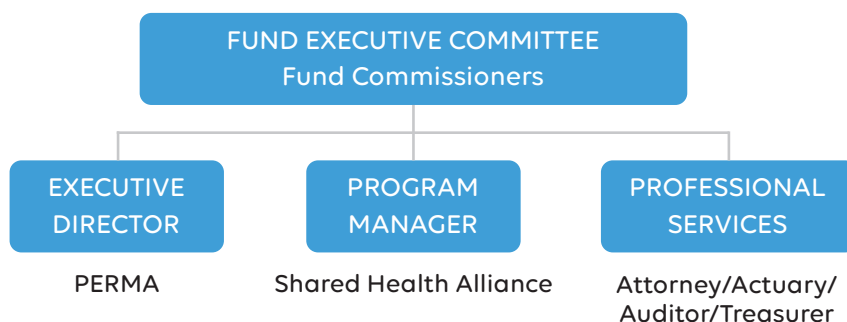 FUND EXECUTIVE COMMITTEE
Fund Commissioners
EXECUTIVE
DIRECTOR
PERMA
PROGRAM
MANAGER
Shared Health Alliance
PROFESSIONAL
SERVICES
Attorney/Actuary/
Auditor/Treasurer